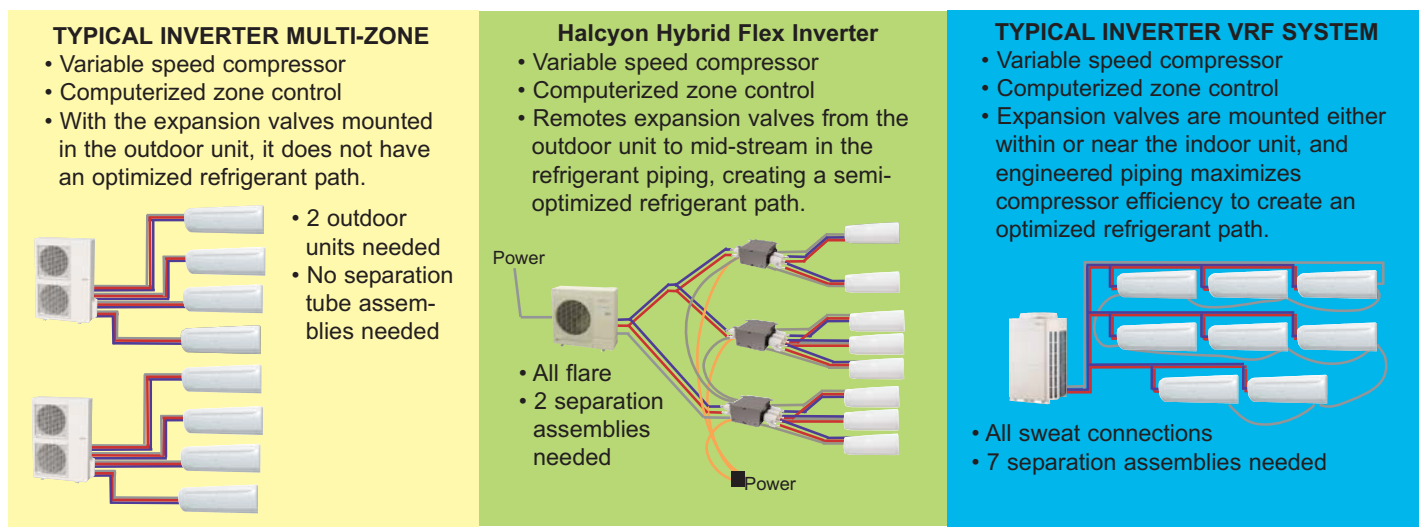 TYPICAL INVERTER MULTI-ZONE
• Variable speed compressor
• Computerized zone control
• With the expansion valves mounted
in the outdoor unit, it does not have
an optimized refrigerant path.
• 2 outdoor
units needed
• No separation
tube assem-
blies needed
Halcyon Hybrid Flex Inverter
• Variable speed compressor
• Computerized zone control
• Remotes expansion valves from the
outdoor unit to mid-stream in the
refrigerant piping, creating a semi-
optimized refrigerant path.
Power
• All flare
• 2 separation
assemblies
needed
Power
TYPICAL INVERTER VRF SYSTEM
• Variable speed compressor
• Computerized zone control
• Expansion valves are mounted either
within or near the indoor unit, and
engineered piping maximizes
compressor efficiency to create an
optimized refrigerant path.
• All sweat connections
• 7 separation assemblies needed